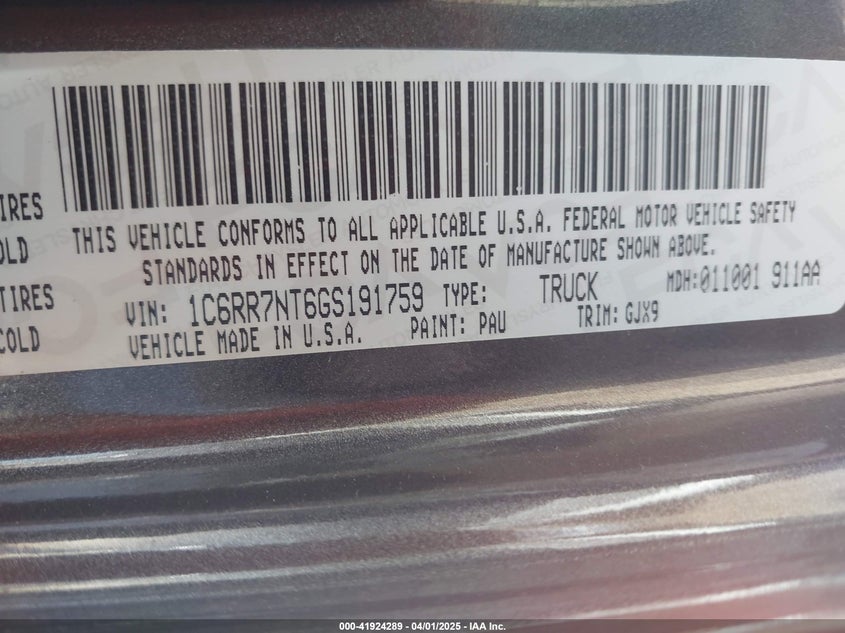 IRES
OLD
TIRES
COLD
THIS VEHICLE CONFORMS TO ALL APPLICABLE U.S.A. FEDERAL MOTOR VEHICLE SAFETY
STANDARDS IN EFFECT ON THE DATE OF MANUFACTURE SHOWN ABOVE.
VIN: 1C6RR7NT6GS191759 TYPE: TRUCK MDH:011001 911AA
VEHICLE MADE IN U.S.A. PAINT: PAU TRIM: GJX9
000-41924289 - 04/01/2025 - IAA Inc.